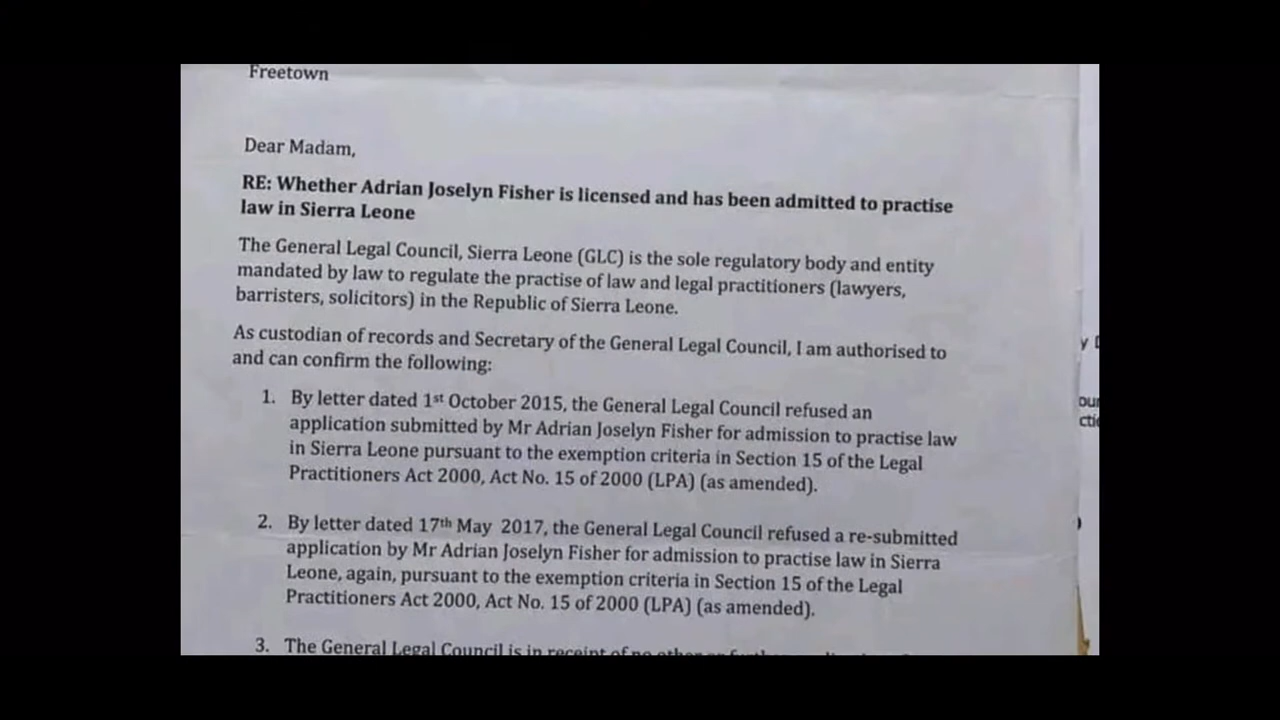 Freetown
Dear Madam,
RE: Whether Adrian Joselyn Fisher is licensed and has been admitted to practise
law in Sierra Leone
The General Legal Council, Sierra Leone (GLC) is the sole regulatory body and entity
mandated by law to regulate the practise of law and legal practitioners (lawyers,
barristers, solicitors) in the Republic of Sierra Leone.
As custodian of records and Secretary of the General Legal Council, I am authorised to
and can confirm the following:
1. By letter dated 1st October 2015, the General Legal Council refused an
application submitted by Mr Adrian Joselyn Fisher for admission to practise law
in Sierra Leone pursuant to the exemption criteria in Section 15 of the Legal
Practitioners Act 2000, Act No. 15 of 2000 (LPA) (as amended).
2. By letter dated 17th May 2017, the General Legal Council refused a re-submitted
application by Mr Adrian Joselyn Fisher for admission to practise law in Sierra
Leone, again, pursuant to the exemption criteria in Section 15 of the Legal
Practitioners Act 2000, Act No. 15 of 2000 (LPA) (as amended).
3. The General Legal Council is in receipt of no other